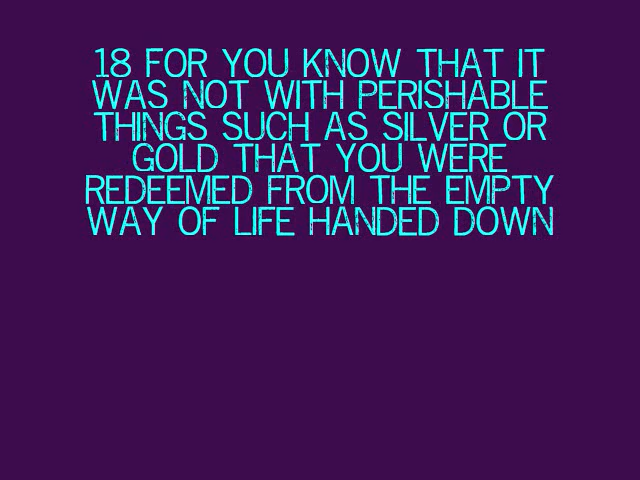 18 FOR YOU KNOW THAT IT
WAS NOT WITH PERISHABLE
THINGS SUCH AS SILVER OR
GOLD THAT YOU WERE
REDEEMED FROM THE EMPTY
WAY OF LIFE HANDED DOWN